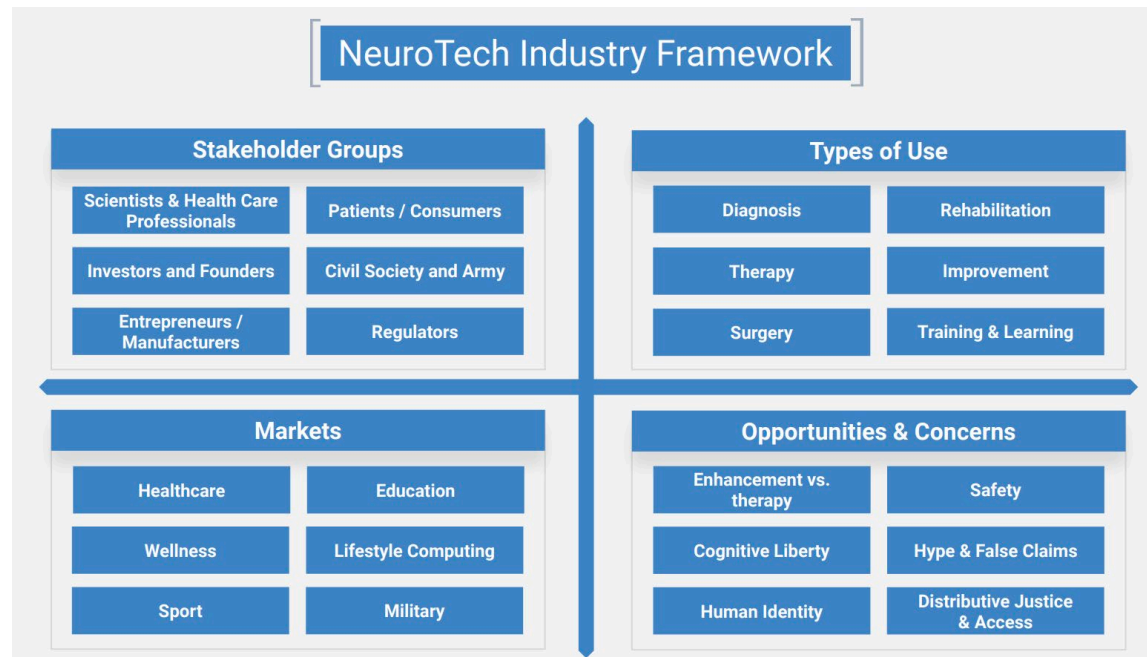 NeuroTech Industry Framework
Stakeholder Groups
Scientists & Health Care
Professionals
Patients / Consumers
Investors and Founders
Civil Society and Army
Entrepreneurs /
Manufacturers
Regulators
Types of Use
Diagnosis
Rehabilitation
Therapy
Improvement
Surgery
Training & Learning
Markets
Healthcare
Education
Wellness
Lifestyle Computing
Sport
Military
Opportunities & Concerns
Enhancement vs.
therapy
Safety
Cognitive Liberty
Hype & False Claims
Human Identity
Distributive Justice
& Access